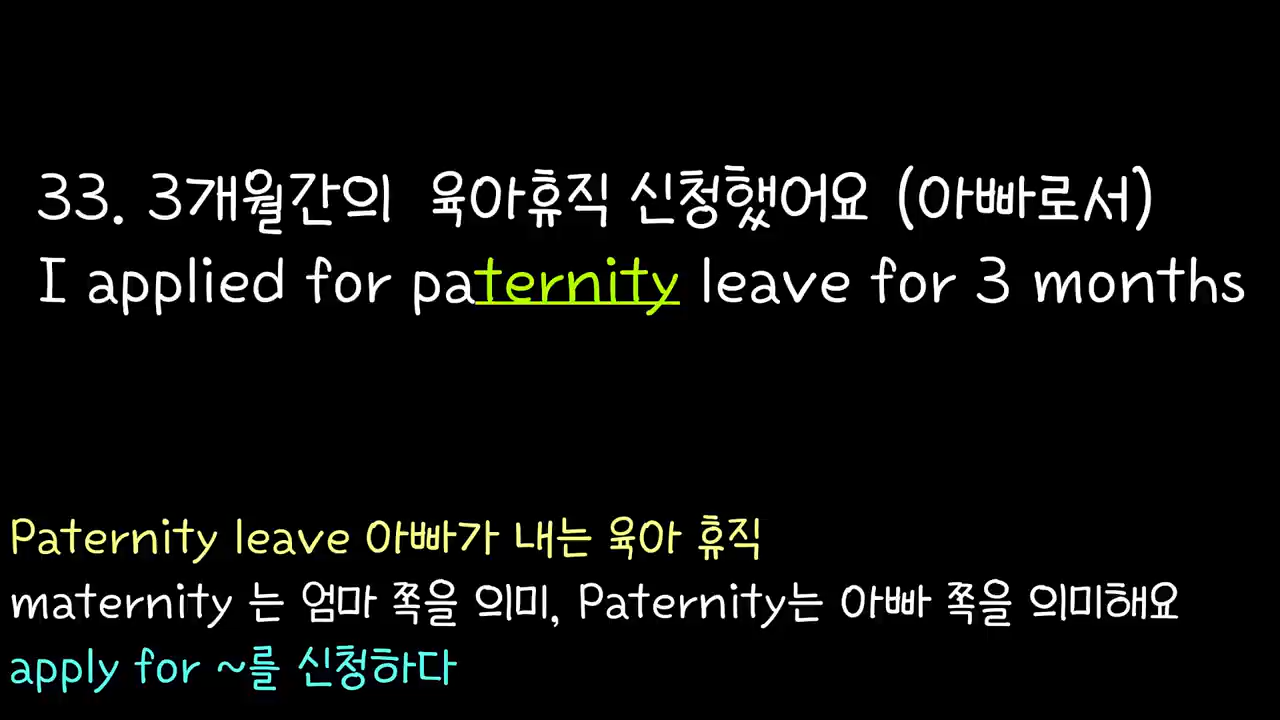 33. 3개월간의 육아휴직 신청했어요 (아빠로서)
I applied for paternity leave for 3 months
Paternity leave 아빠가 내는 육아 휴직
maternity 는 엄마 쪽을 의미, Paternity는 아빠 쪽을 의미해요
apply for ~를 신청하다